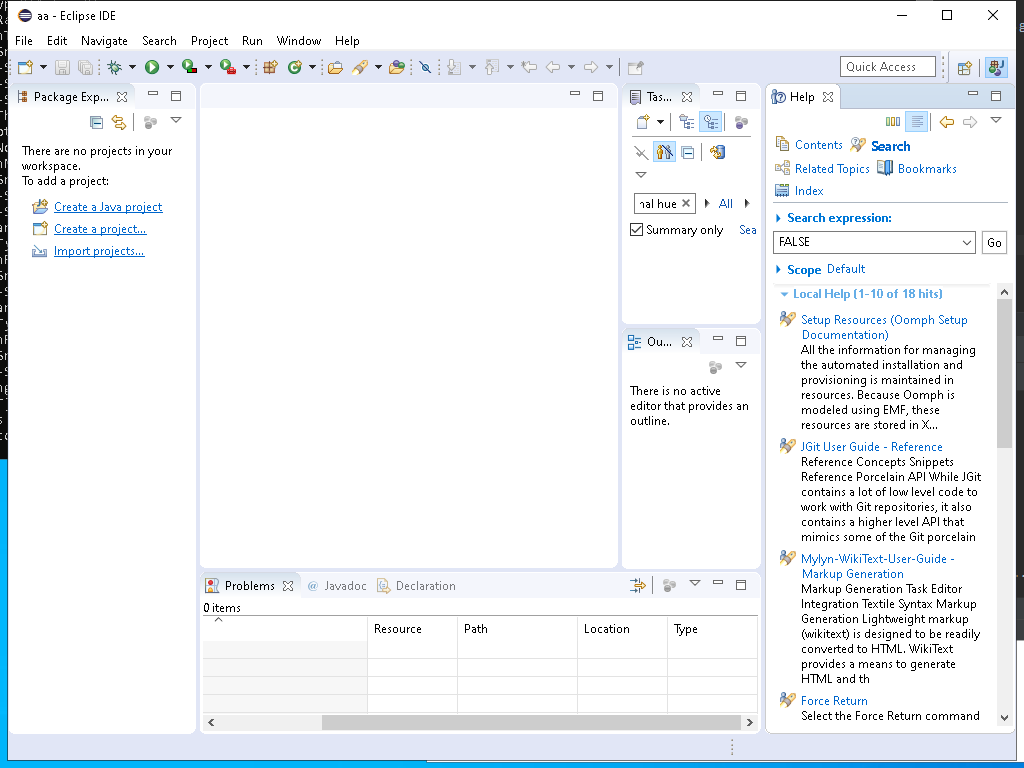 aa - Eclipse IDE
File Edit Navigate Search Project Run Window Help
Quick Access
Package Exp...
There are no projects in your
workspace.
To add a project:
Create a Java project
Create a project...
Import projects...
Tas...
nal hue
All
Summary only
Sea
Ou...
There is no active
editor that provides an
outline.
Problems
@ Javadoc
Declaration
0 items
Resource Path Location Type
Help
Contents Search
Related Topics Bookmarks
Index
Search expression:
FALSE
Go
Scope Default
Local Help (1-10 of 18 hits)
Setup Resources (Oomph Setup
Documentation)
All the information for managing
the automated installation and
provisioning is maintained in
resources. Because Oomph is
modeled using EMF, these
resources are stored in X...
JGit User Guide - Reference
Reference Concepts Snippets
Reference Porcelain API While JGit
contains a lot of low level code to
work with Git repositories, it also
contains a higher level API that
mimics some of the Git porcelain
Mylyn-WikiText-User-Guide -
Markup Generation
Markup Generation Task Editor
Integration Textile Syntax Markup
Generation Lightweight markup
(wikitext) is designed to be readily
converted to HTML. WikiText
provides a means to generate
HTML and th
Force Return
Select the Force Return command